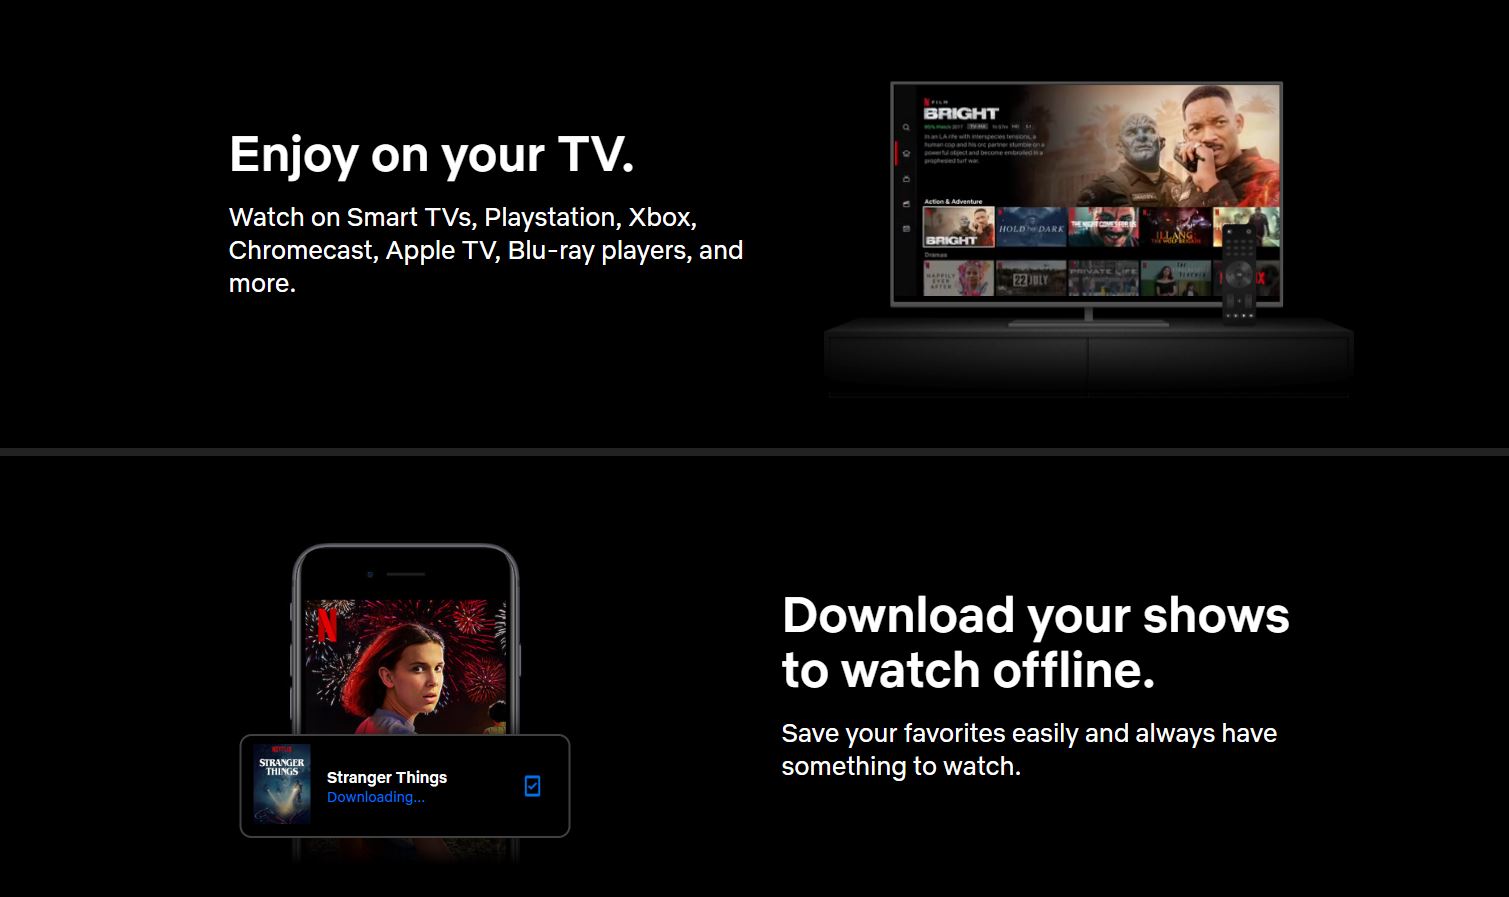 Enjoy on your TV.
Watch on Smart TVs, Playstation, Xbox,
Chromecast, Apple TV, Blu-ray players, and
more.
N FILM
BRIGHT
2017 TV-MA 1h 57m HD 5.1
In an LA rife with interspecies tensions, a
human cop and his orc partner stumble on a
powerful object and become embroiled in a
prophesied turf war.
Action & Adventure
BRIGHT
HOLD THE DARK
THE NIGHT COMES FOR US
ILLANG:
THE WOLF BRIGADE
Dramas
HAPPILY
EVER
AFTER
22 JULY
PRIVATE LIFE
THE
TEACHER
Download your shows
to watch offline.
Save your favorites easily and always have
something to watch.
N
NETFLIX
STRANGER
THINGS
Stranger Things
Downloading...